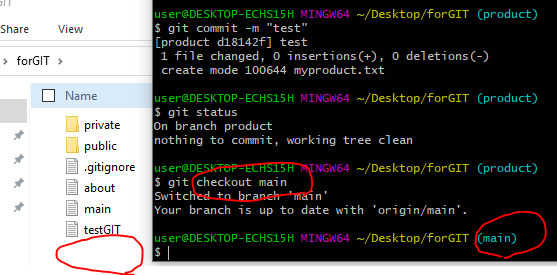 GIT
forGIT
Name
private
public
.gitignore
about
main
testGIT
user@DESKTOP-ECHS15H MINGW64 ~/Desktop/forGIT (product)
$ git commit -m "test"
[product d18142f] test
 1 file changed, 0 insertions(+), 0 deletions(-)
 create mode 100644 myproduct.txt
user@DESKTOP-ECHS15H MINGW64 ~/Desktop/forGIT (product)
$ git status
On branch product
nothing to commit, working tree clean
user@DESKTOP-ECHS15H MINGW64 ~/Desktop/forGIT (product)
$ git checkout main
Switched to branch 'main'
Your branch is up to date with 'origin/main'.
user@DESKTOP-ECHS15H MINGW64 ~/Desktop/forGIT (main)
$